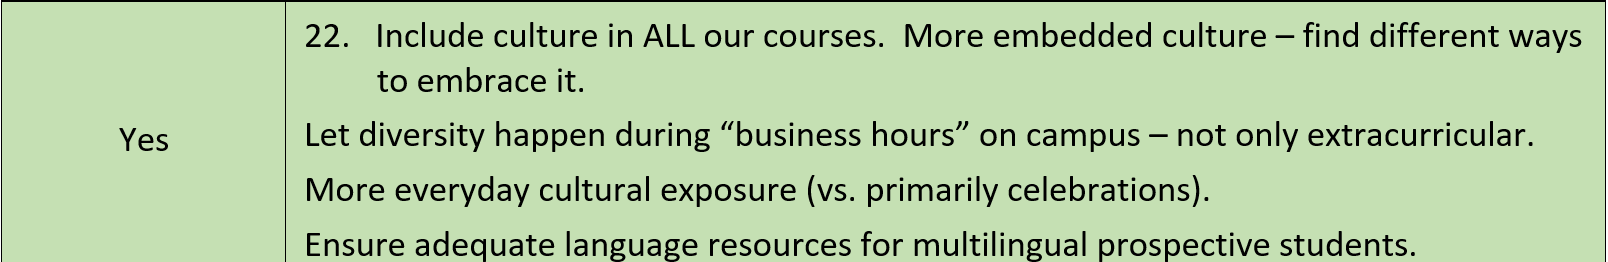 Yes
22. Include culture in ALL our courses. More embedded culture – find different ways
to embrace it.
Let diversity happen during “business hours” on campus – not only extracurricular.
More everyday cultural exposure (vs. primarily celebrations).
Ensure adequate language resources for multilingual prospective students.